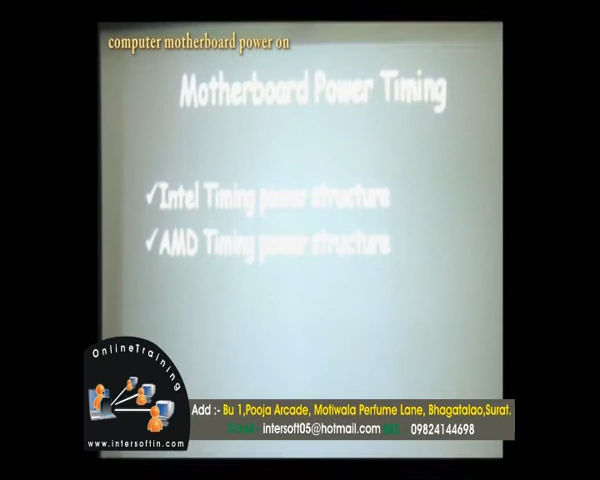 computer motherboard power on
Motherboard Power Timing
✓Intel Timing power structure
✓AMD Timing power structure
OnlineTraining
www.intersoftin.com
Add :- Bu 1,Pooja Arcade, Motiwala Perfume Lane, Bhagatalao,Surat.
intersoft05@hotmail.com 09824144698